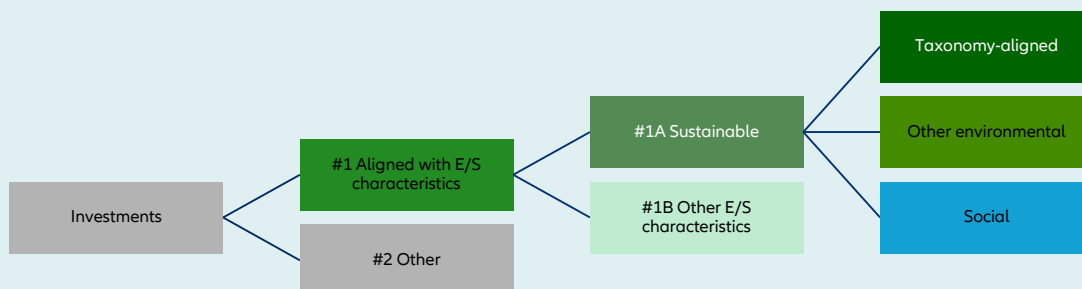 Taxonomy-aligned
#1A Sustainable
Other environmental
#1 Aligned with E/S
characteristics
#1B Other E/S
characteristics
Investments
Social
#2 Other